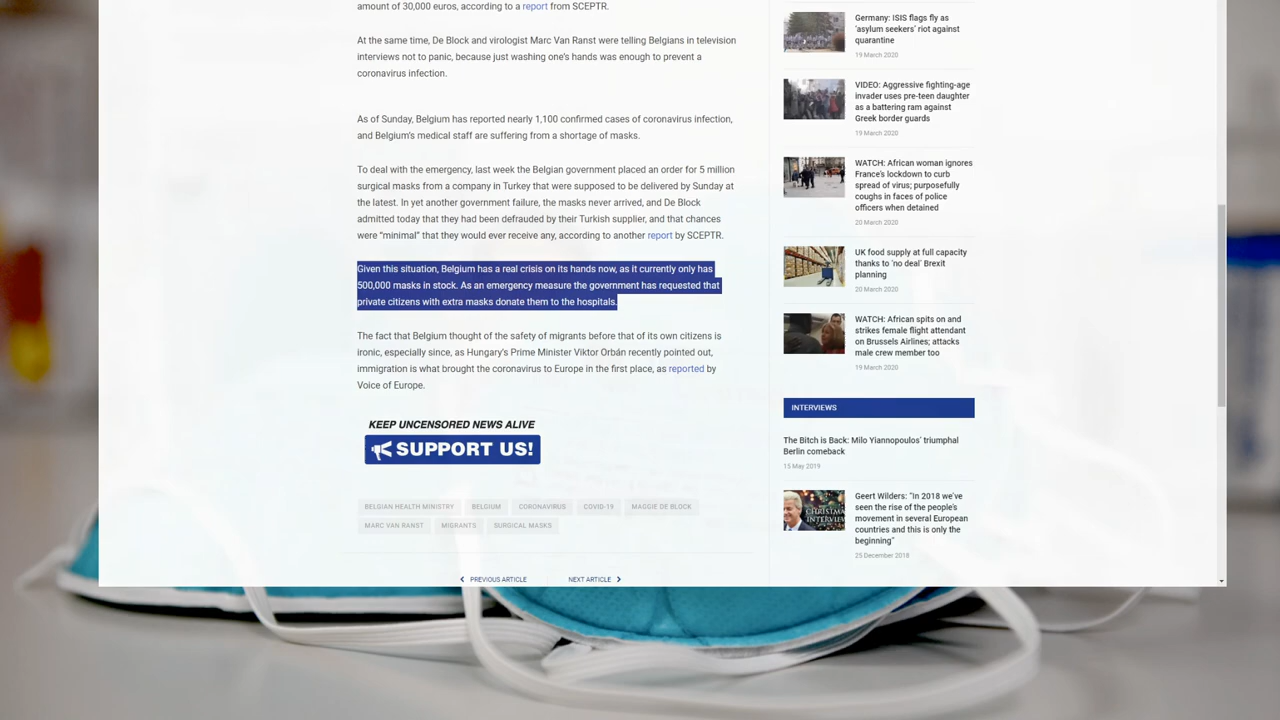 amount of 30,000 euros, according to a report from SCEPTR.
At the same time, De Block and virologist Marc Van Ranst were telling Belgians in television
interviews not to panic, because just washing one's hands was enough to prevent a
coronavirus infection.
As of Sunday, Belgium has reported nearly 1,100 confirmed cases of coronavirus infection,
and Belgium's medical staff are suffering from a shortage of masks.
To deal with the emergency, last week the Belgian government placed an order for 5 million
surgical masks from a company in Turkey that were supposed to be delivered by Sunday at
the latest. In yet another government failure, the masks never arrived, and De Block
admitted today that they had been defrauded by their Turkish supplier, and that chances
were “minimal” that they would ever receive any, according to another report by SCEPTR.
Given this situation, Belgium has a real crisis on its hands now, as it currently only has
500,000 masks in stock. As an emergency measure the government has requested that
private citizens with extra masks donate them to the hospitals.
The fact that Belgium thought of the safety of migrants before that of its own citizens is
ironic, especially since, as Hungary's Prime Minister Viktor Orbán recently pointed out,
immigration is what brought the coronavirus to Europe in the first place, as reported by
Voice of Europe.
KEEP UNCENSORED NEWS ALIVE
SUPPORT US!
BELGIAN HEALTH MINISTRY BELGIUM CORONAVIRUS COVID-19 MAGGIE DE BLOCK
MARC VAN RANST MIGRANTS SURGICAL MASKS
PREVIOUS ARTICLE NEXT ARTICLE
Germany: ISIS flags fly as
'asylum seekers' riot against
quarantine
19 March 2020
VIDEO: Aggressive fighting-age
invader uses pre-teen daughter
as a battering ram against
Greek border guards
19 March 2020
WATCH: African woman ignores
France's lockdown to curb
spread of virus; purposefully
coughs in faces of police
officers when detained
20 March 2020
UK food supply at full capacity
thanks to 'no deal' Brexit
planning
20 March 2020
WATCH: African spits on and
strikes female flight attendant
on Brussels Airlines; attacks
male crew member too
19 March 2020
INTERVIEWS
The Bitch is Back: Milo Yiannopoulos' triumphal
Berlin comeback
15 May 2019
CHRISTMA
INTERVIEW
Geert Wilders: "In 2018 we've
seen the rise of the people's
movement in several European
countries and this is only the
beginning"
25 December 2018